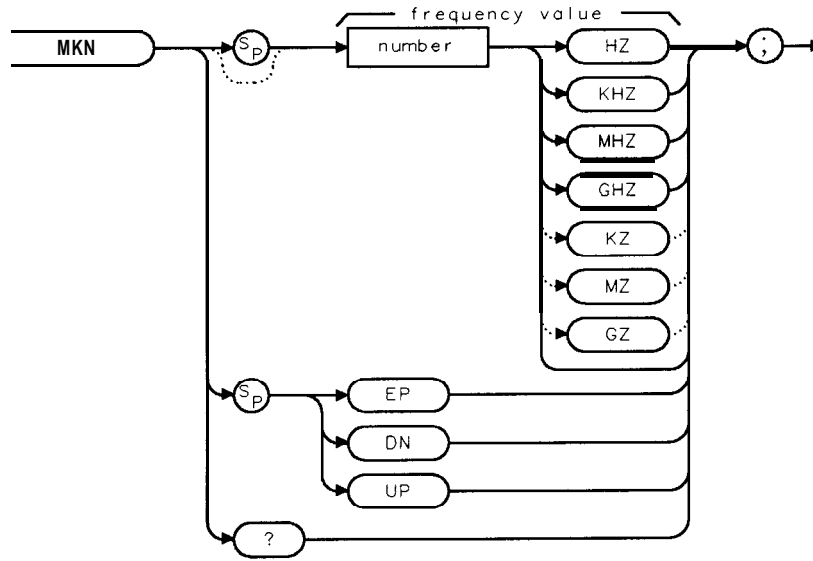 frequency value
MKN
SP
number
HZ
;
KHZ
MHZ
GHZ
KZ
MZ
GZ
SP
EP
DN
UP
?